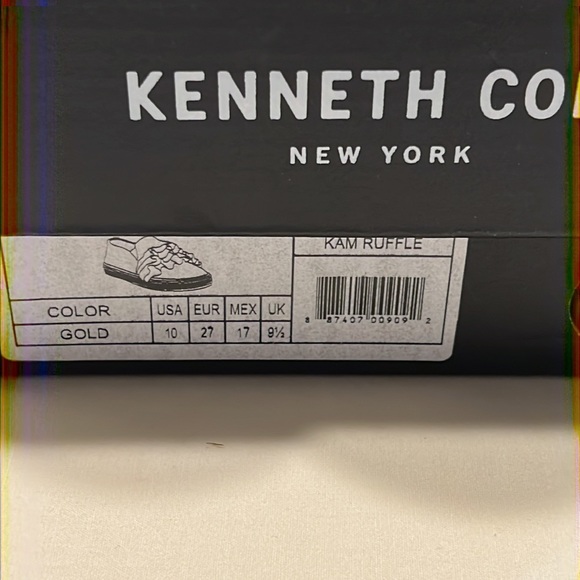 KENNETH CO
NEW YORK
KAM RUFFLE
COLOR USA EUR MEX UK
GOLD 10 27 17 9½
8 87407 00909 2